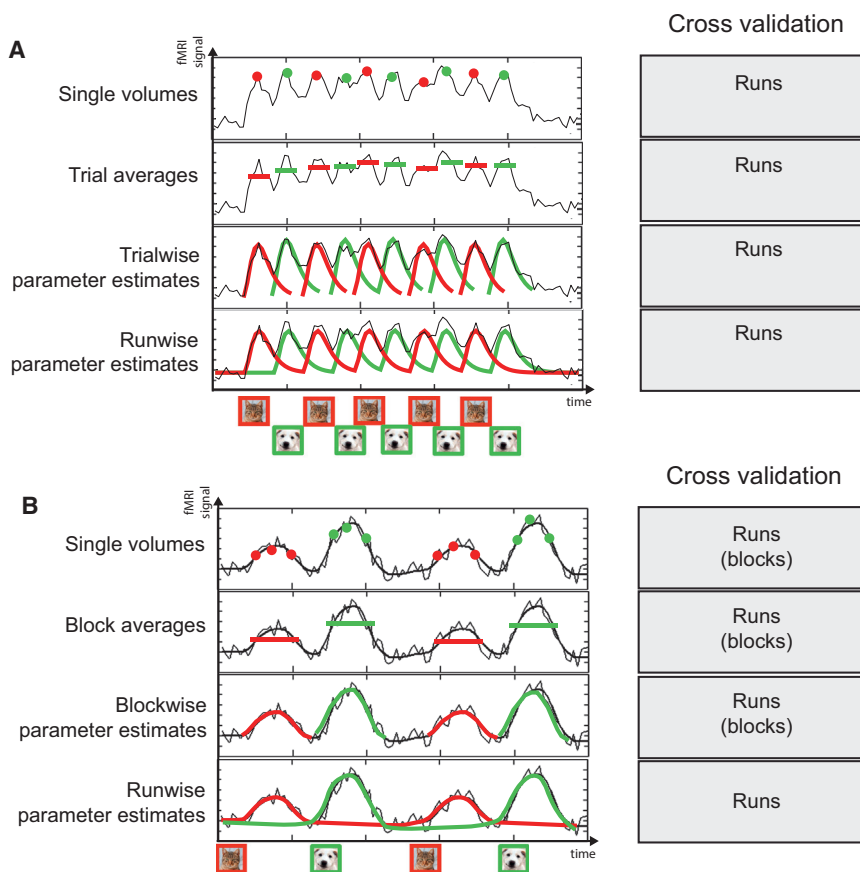 Cross validation
A
fMRI
signal
Single volumes
Runs
Trial averages
Runs
Trialwise
parameter estimates
Runs
Runwise
parameter estimates
Runs
time
Cross validation
B
fMRI
signal
Single volumes
Runs
(blocks)
Block averages
Runs
(blocks)
Blockwise
parameter estimates
Runs
(blocks)
Runwise
parameter estimates
Runs
time